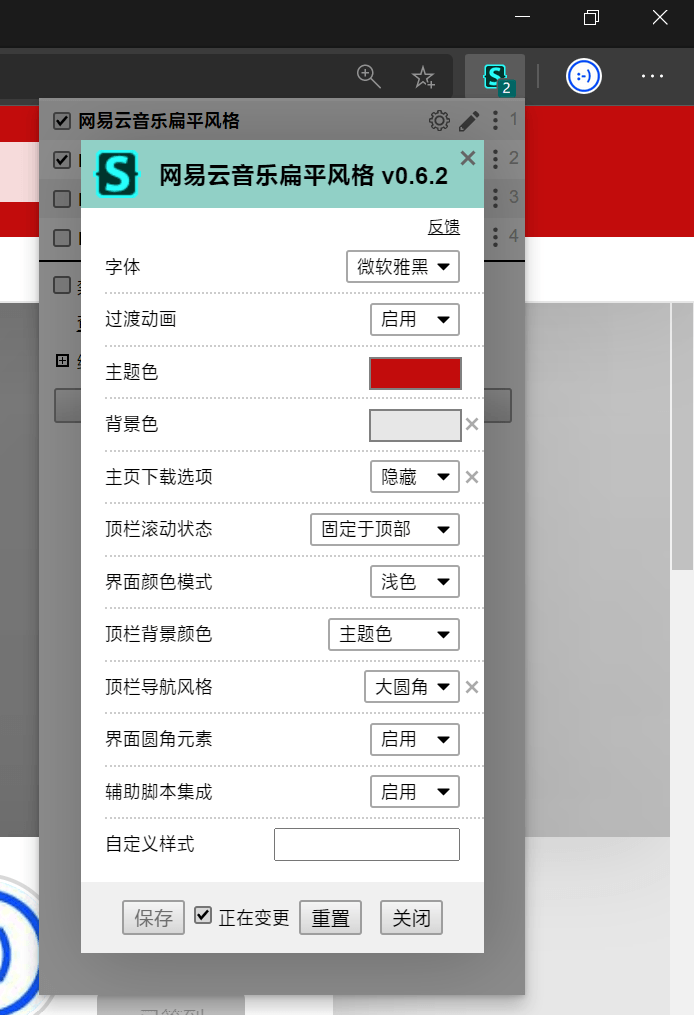 2
网易云音乐扁平风格 1
2
3
4
网易云音乐扁平风格 v0.6.2
反馈
字体 微软雅黑
过渡动画 启用
主题色
背景色
主页下载选项 隐藏
顶栏滚动状态 固定于顶部
界面颜色模式 浅色
顶栏背景颜色 主题色
顶栏导航风格 大圆角
界面圆角元素 启用
辅助脚本集成 启用
自定义样式
保存 正在变更 重置 关闭